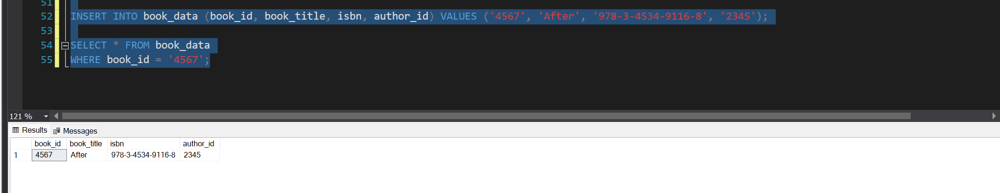 51
52 INSERT INTO book_data (book_id, book_title, isbn, author_id) VALUES ('4567', 'After', '978-3-4534-9116-8', '2345');
53
54 SELECT * FROM book_data
55 WHERE book_id = '4567';
121 %
Results Messages
book_id book_title isbn author_id
1 4567 After 978-3-4534-9116-8 2345